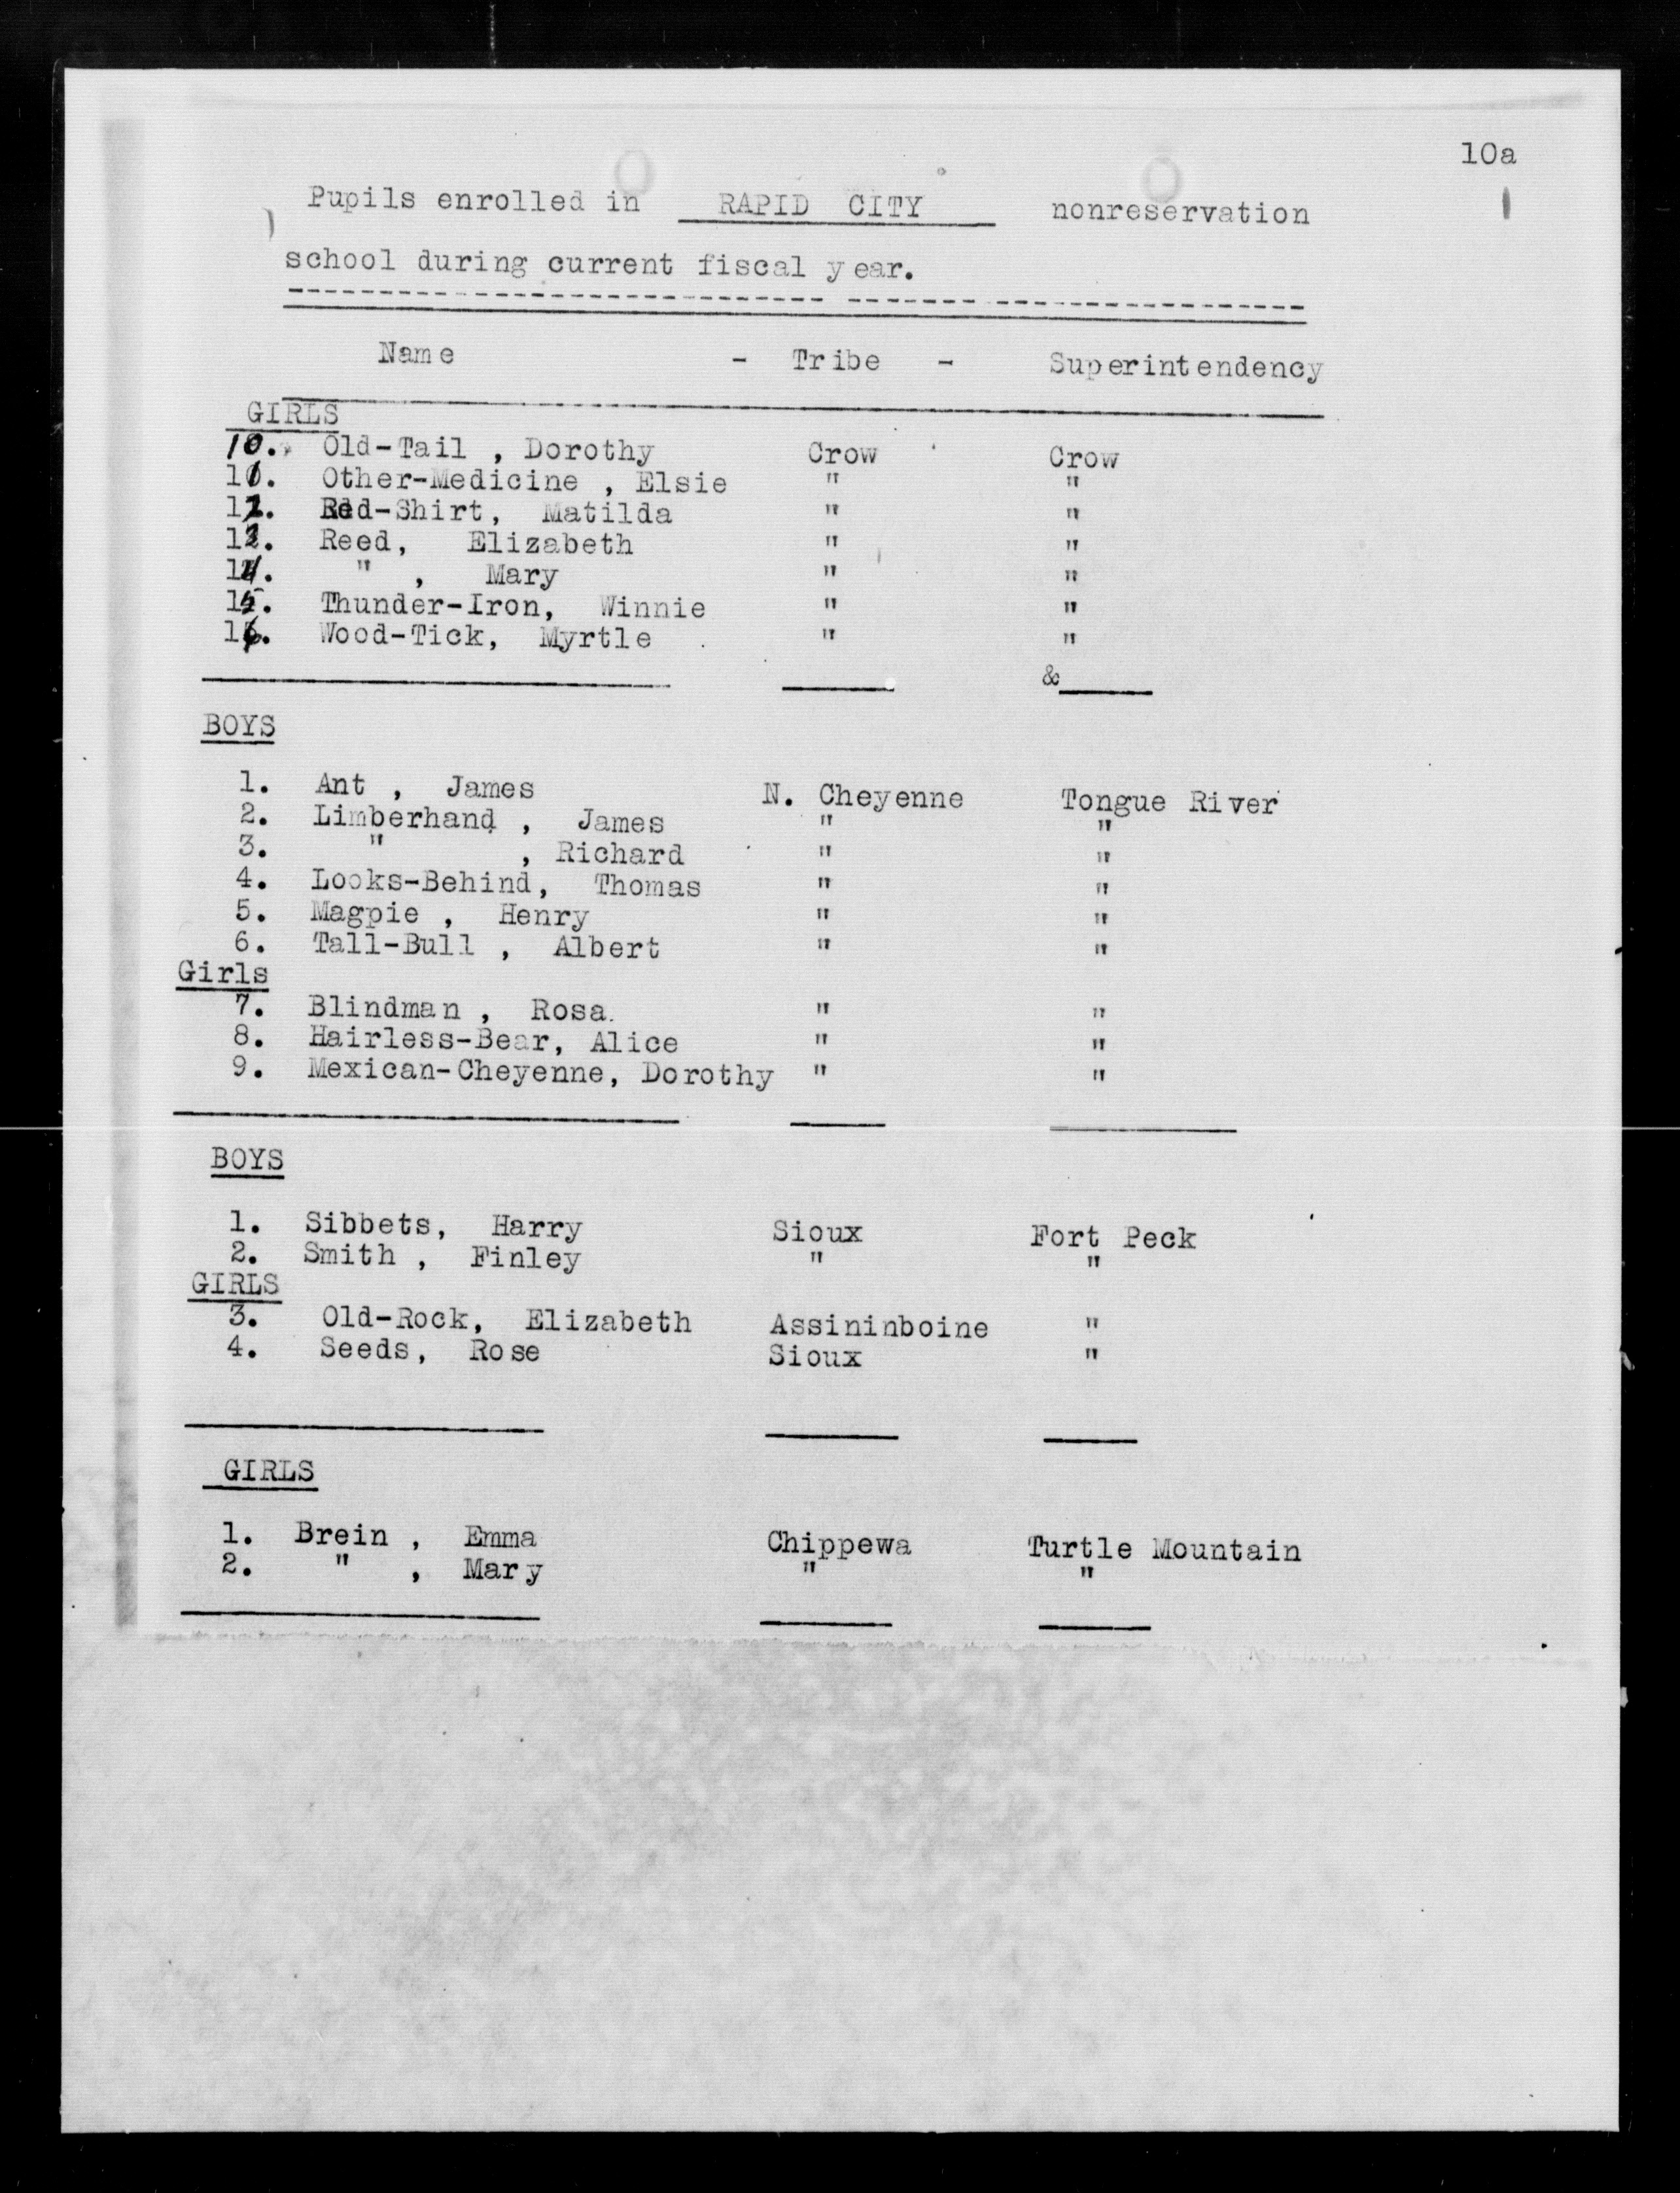 10a
Pupils enrolled in RAPID CITY nonreservation
school during current fiscal year.
Name - Tribe - Superintendency
GIRLS
10. Old-Tail , Dorothy Crow Crow
11. Other-Medicine , Elsie " "
12. Red-Shirt, Matilda " "
13. Reed, Elizabeth " "
14. " , Mary " "
15. Thunder-Iron, Winnie " "
16. Wood-Tick, Myrtle " "
&
BOYS
1. Ant , James N. Cheyenne Tongue River
2. Limberhand , James " "
3. " , Richard " "
4. Looks-Behind, Thomas " "
5. Magpie , Henry " "
6. Tall-Bull , Albert " "
Girls
7. Blindman , Rosa " "
8. Hairless-Bear, Alice " "
9. Mexican-Cheyenne, Dorothy " "
BOYS
1. Sibbets, Harry Sioux Fort Peck
2. Smith , Finley " "
GIRLS
3. Old-Rock, Elizabeth Assininboine "
4. Seeds, Rose Sioux "
GIRLS
1. Brein , Emma Chippewa Turtle Mountain
2. " , Mary " "